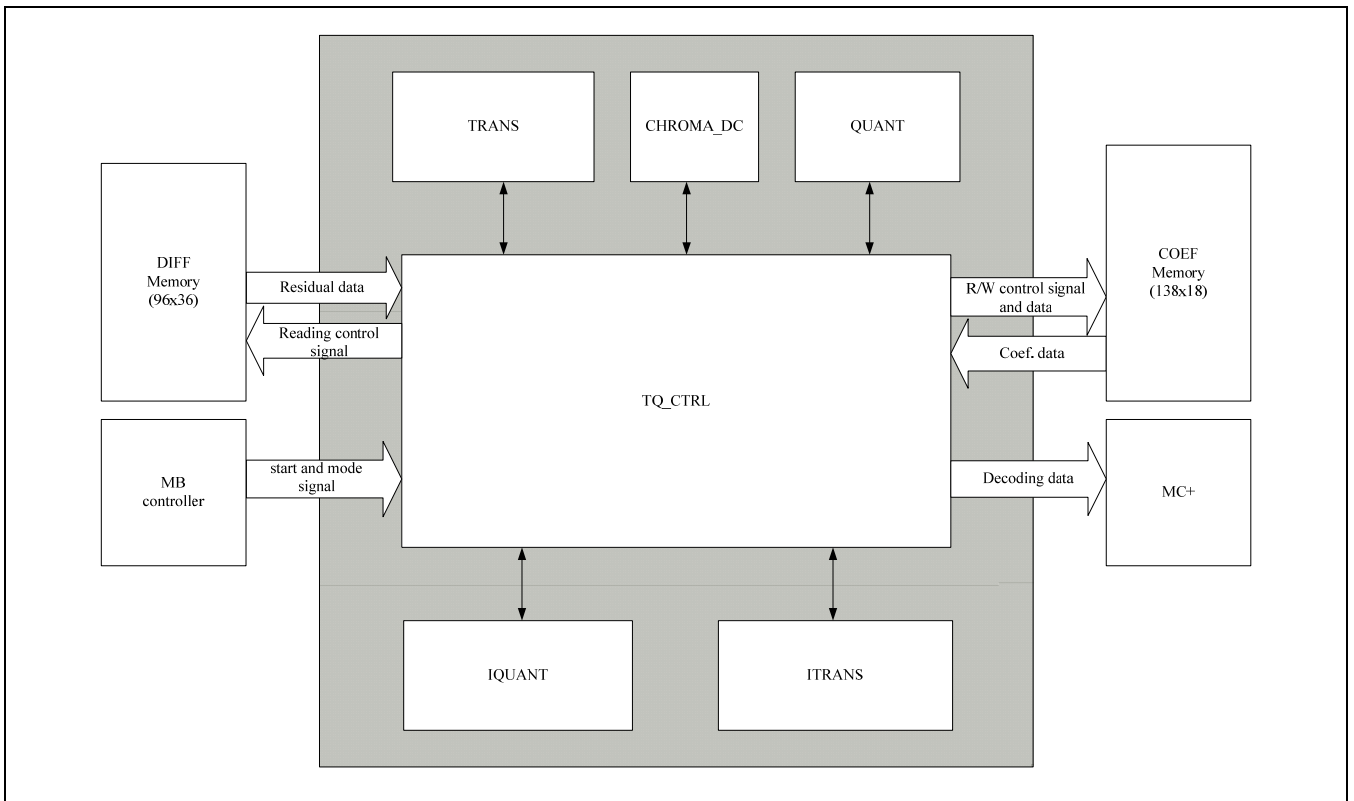 TRANS
CHROMA_DC
QUANT
DIFF
Memory
(96x36)
Residual data
Reading control
signal
COEF
Memory
(138x18)
R/W control signal
and data
Coef. data
TQ_CTRL
MB
controller
start and mode
signal
Decoding data
MC+
IQUANT
ITRANS